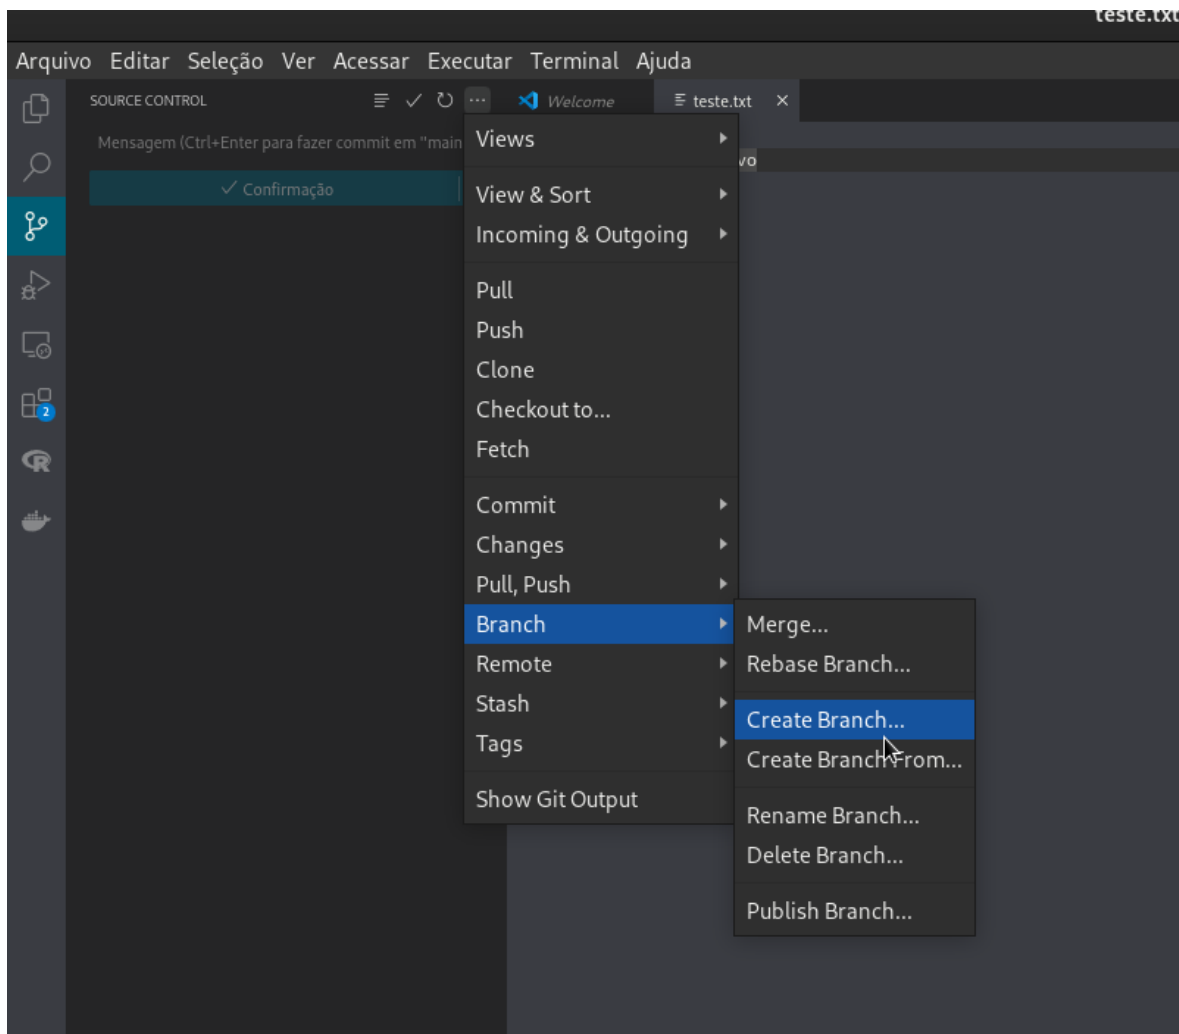 teste.txt
Arquivo Editar Seleção Ver Acessar Executar Terminal Ajuda
SOURCE CONTROL
Welcome
teste.txt
Mensagem (Ctrl+Enter para fazer commit em "main
vo
Confirmação
Views
View & Sort
Incoming & Outgoing
Pull
Push
Clone
Checkout to...
Fetch
2
R
Commit
Changes
Pull, Push
Branch
Remote
Stash
Tags
Show Git Output
Merge...
Rebase Branch...
Create Branch...
Create Branch From...
Rename Branch...
Delete Branch...
Publish Branch...